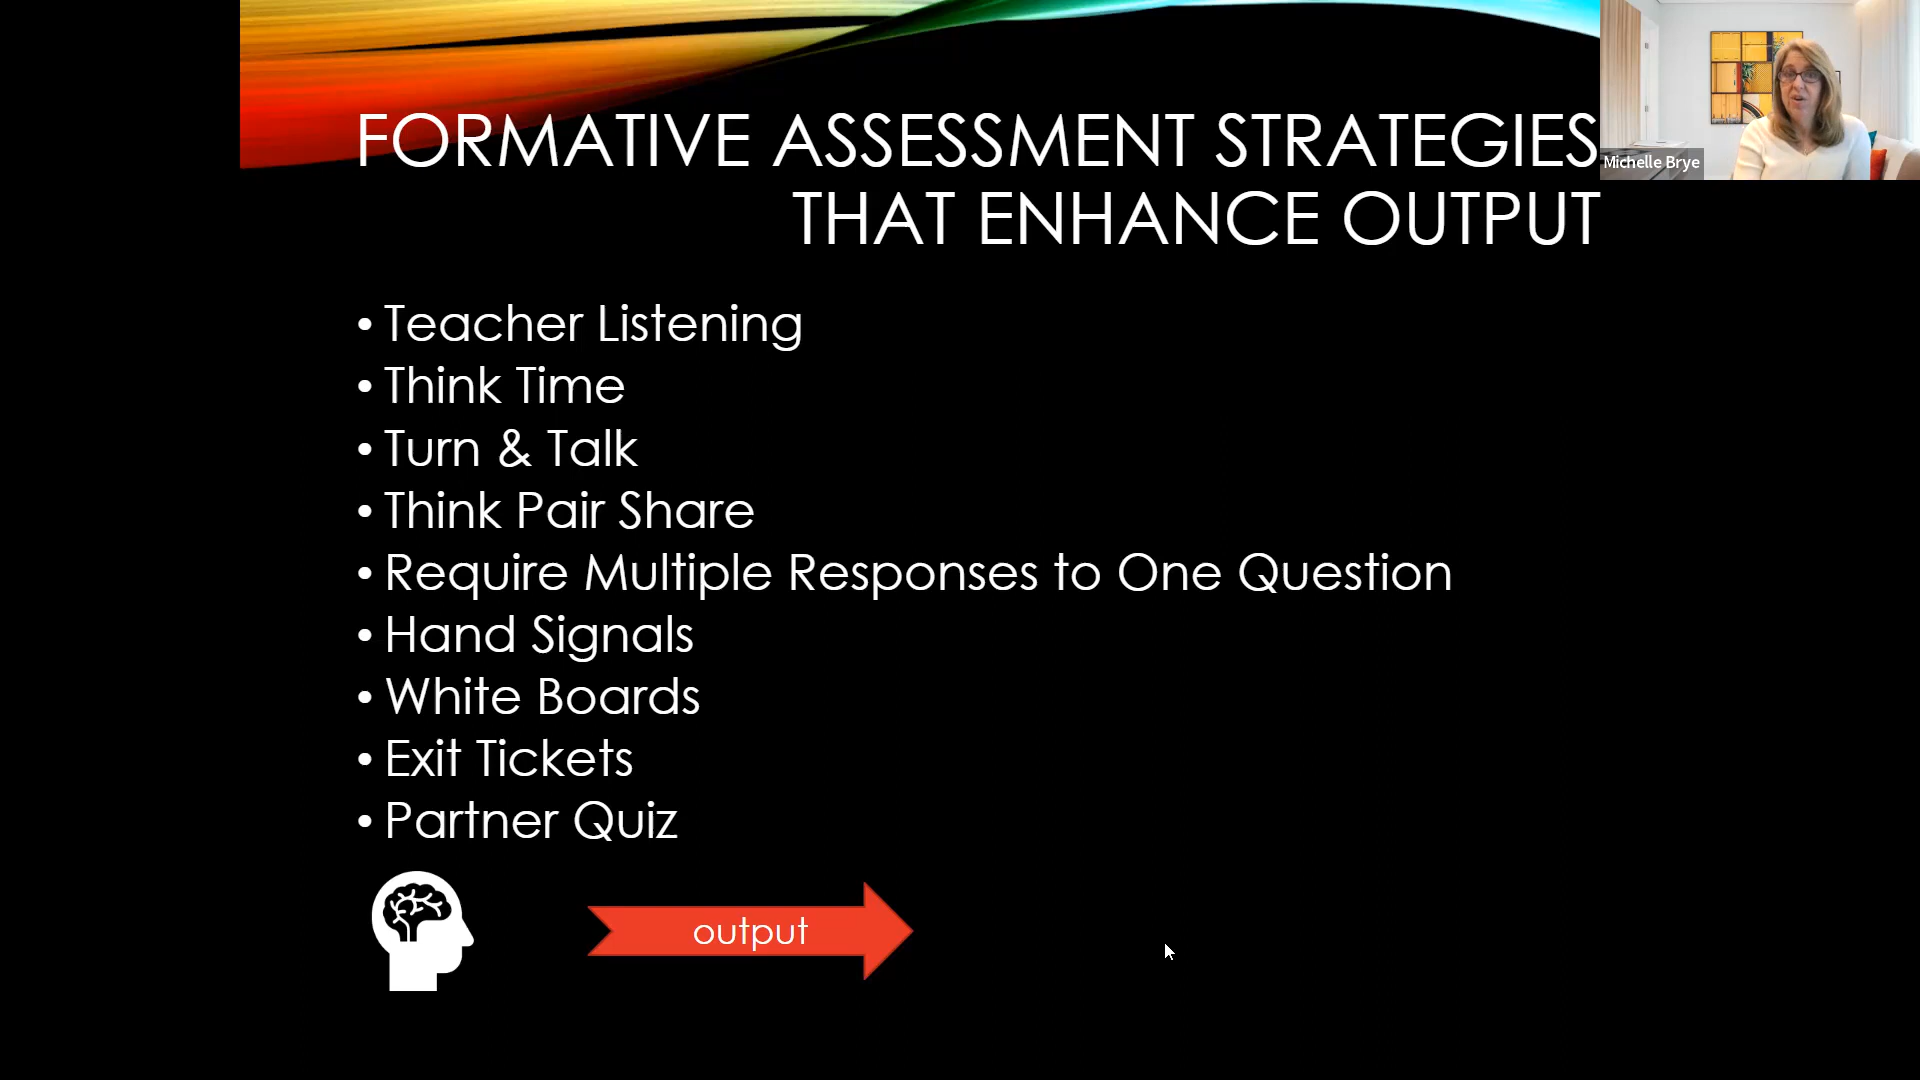 FORMATIVE ASSESSMENT STRATEGIES
THAT ENHANCE OUTPUT
Michelle Brye
• Teacher Listening
• Think Time
• Turn & Talk
• Think Pair Share
• Require Multiple Responses to One Question
• Hand Signals
• White Boards
• Exit Tickets
• Partner Quiz
output